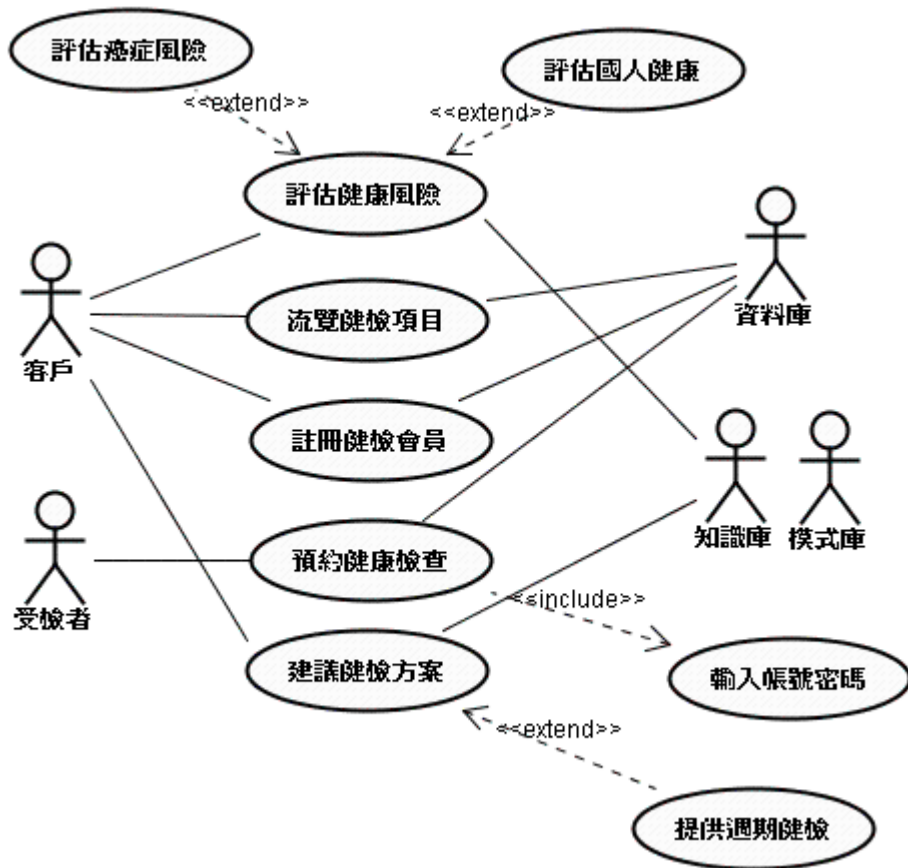 評估癌症風險
評估國人健康
<<extend>>
<<extend>>
評估健康風險
資料庫
流覽健檢項目
客戶
註冊健檢會員
知識庫
模式庫
預約健康檢查
受檢者
<<include>>
建議健檢方案
輸入帳號密碼
<<extend>>
提供週期健檢